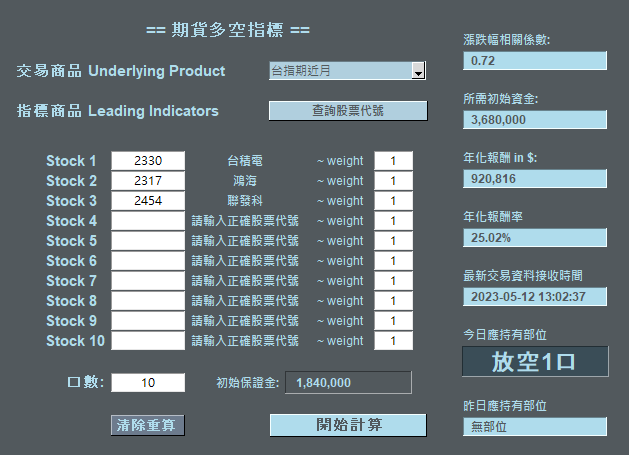 == 期貨多空指標 ==
交易商品 Underlying Product 台指期近月
指標商品 Leading Indicators 查詢股票代號
Stock 1 2330 台積電 ~ weight 1
Stock 2 2317 鴻海 ~ weight 1
Stock 3 2454 聯發科 ~ weight 1
Stock 4 請輸入正確股票代號 ~ weight 1
Stock 5 請輸入正確股票代號 ~ weight 1
Stock 6 請輸入正確股票代號 ~ weight 1
Stock 7 請輸入正確股票代號 ~ weight 1
Stock 8 請輸入正確股票代號 ~ weight 1
Stock 9 請輸入正確股票代號 ~ weight 1
Stock 10 請輸入正確股票代號 ~ weight 1
口數: 10 初始保證金: 1,840,000
清除重算 開始計算
漲跌幅相關係數:
0.72
所需初始資金:
3,680,000
年化報酬 in $:
920,816
年化報酬率
25.02%
最新交易資料接收時間
2023-05-12 13:02:37
今日應持有部位
放空1口
昨日應持有部位
無部位